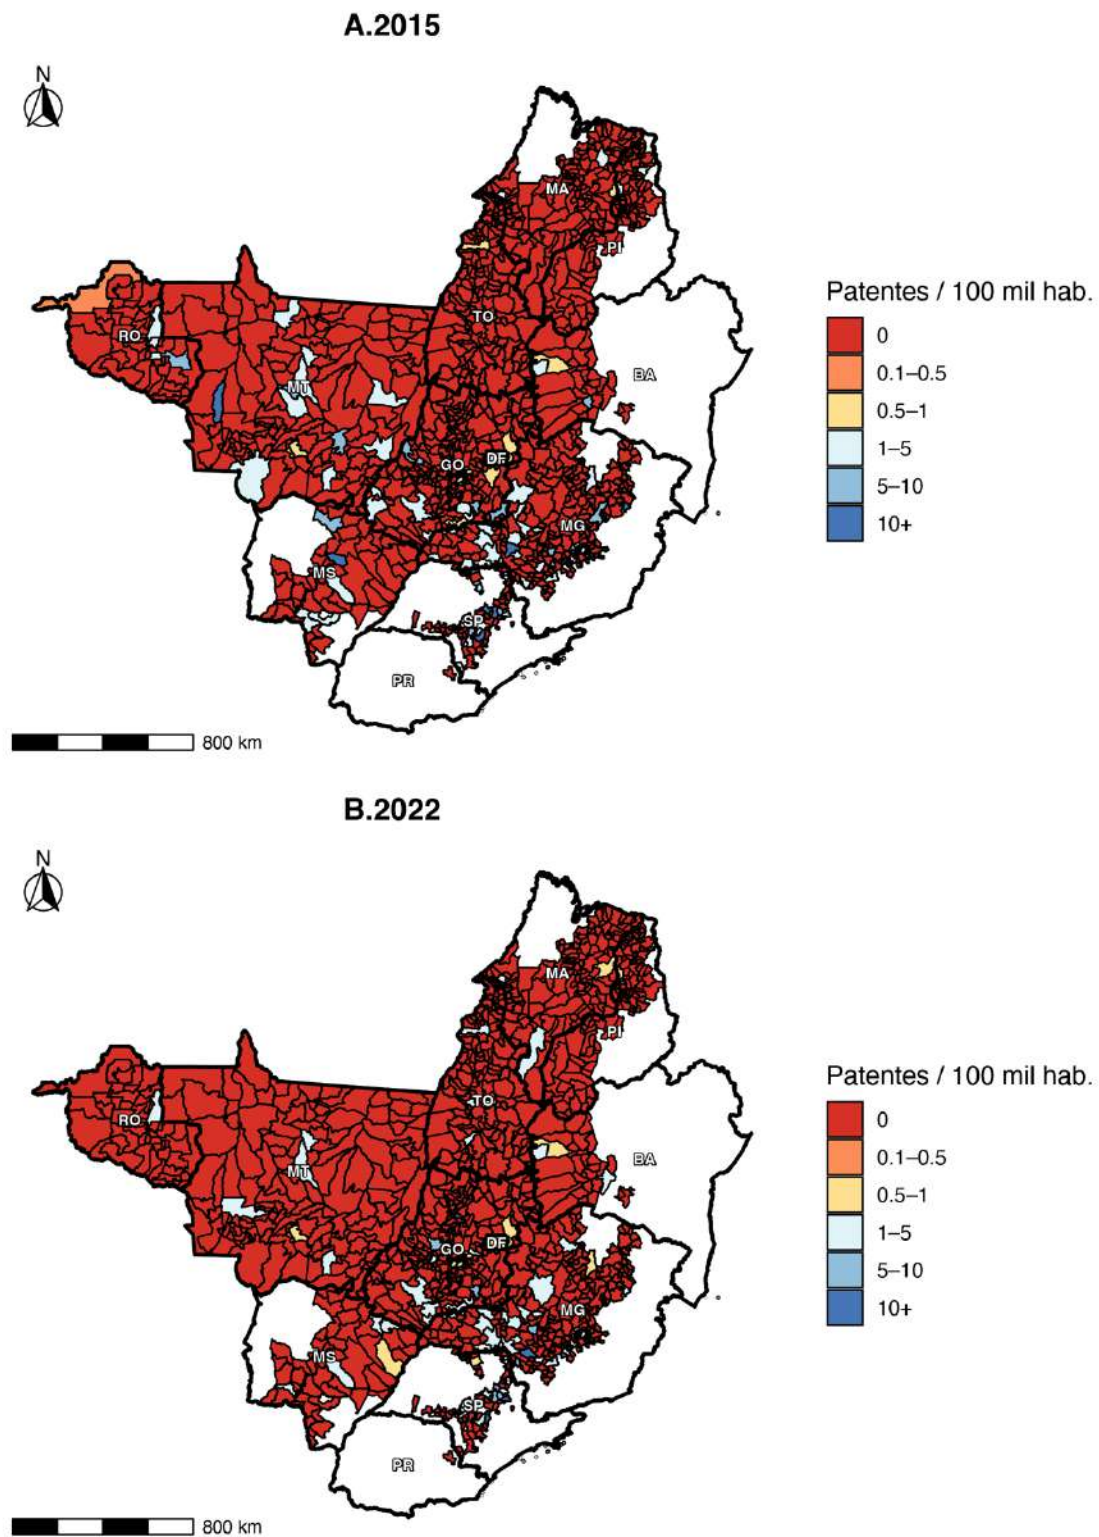 A.2015
N
MA
PI
RO
TO
MT
BA
GO
DF
MG
MS
SP
PR
800 km
Patentes / 100 mil hab.
0
0.1–0.5
0.5–1
1–5
5–10
10+
B.2022
N
MA
PI
RO
TO
MT
BA
GO
DF
MG
MS
SP
PR
800 km
Patentes / 100 mil hab.
0
0.1–0.5
0.5–1
1–5
5–10
10+